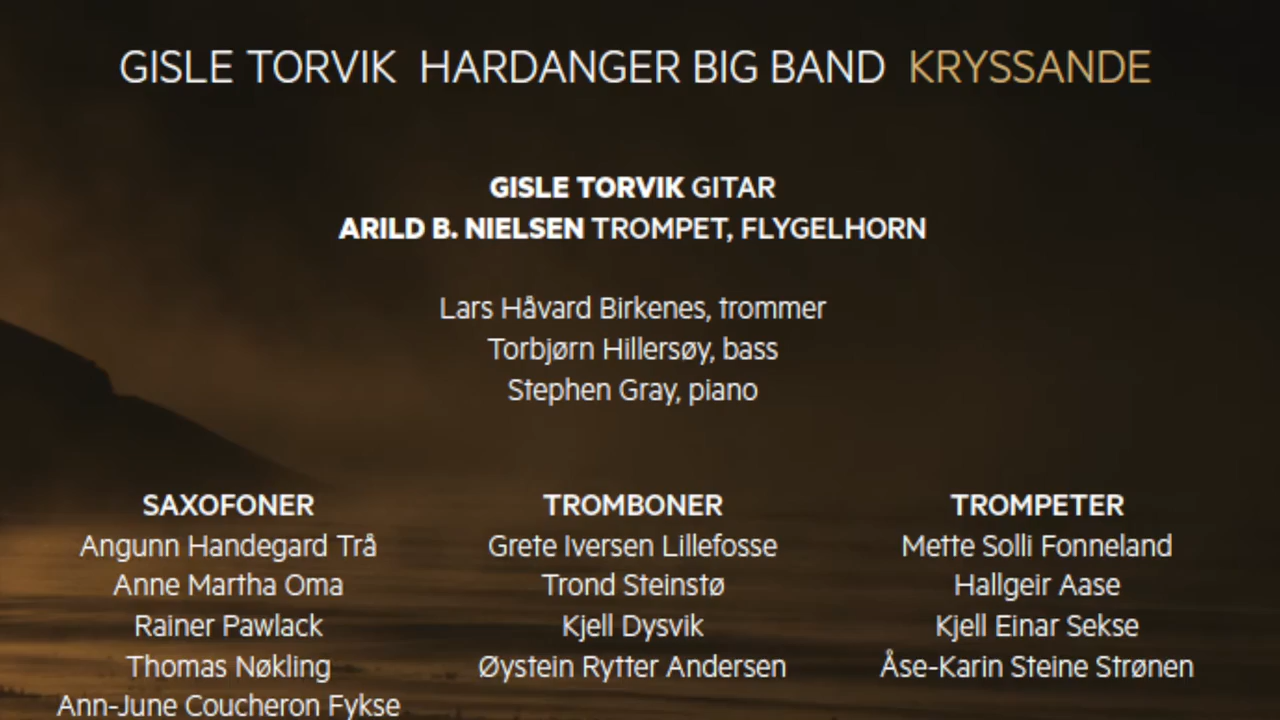 GISLE TORVIK HARDANGER BIG BAND KRYSSANDE
GISLE TORVIK GITAR
ARILD B. NIELSEN TROMPET, FLYGELHORN
Lars Håvard Birkenes, trommer
Torbjørn Hillersøy, bass
Stephen Gray, piano
SAXOFONER
Angunn Handegard Trå
Anne Martha Oma
Rainer Pawlack
Thomas Nøkling
Ann-June Coucheron Fykse
TROMBONER
Grete Iversen Lillefosse
Trond Steinstø
Kjell Dysvik
Øystein Rytter Andersen
TROMPETER
Mette Solli Fonneland
Hallgeir Aase
Kjell Einar Sekse
Åse-Karin Steine Strønen